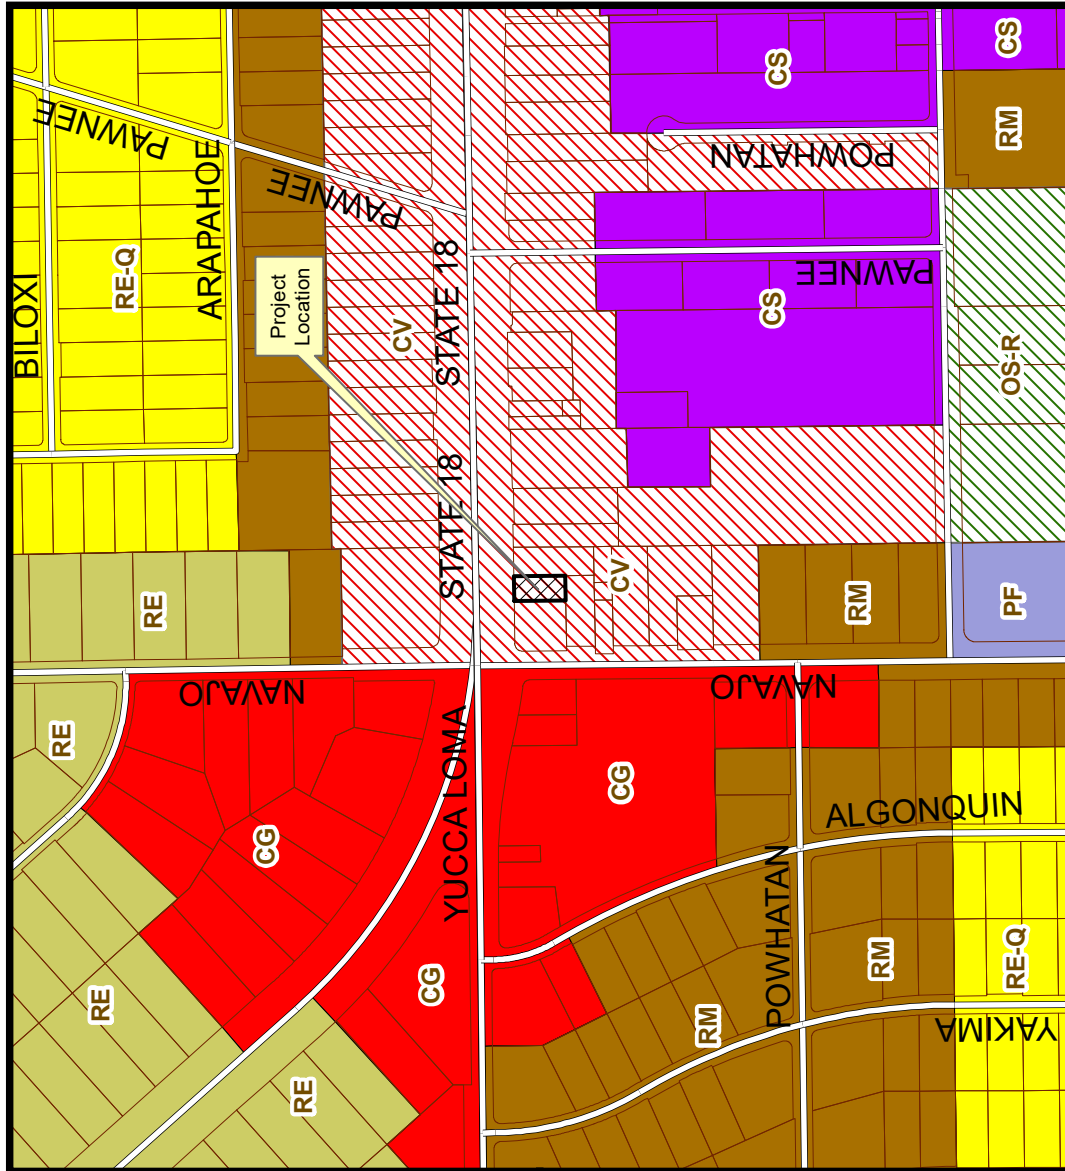 BILOXI
PAWNEE
RE-Q
ARAPAHOE
PAWNEE
Project
Location
CV
STATE 18
STATE 18
CS
CS
POWHATAN
RM
PAWNEE
CS
OS-R
RE
CV
RM
PF
RE
NAVAJO
NAVAJO
YUCCA LOMA
CG
CG
ALGONQUIN
RE
CG
RM
POWHATAN
RM
RE-Q
YAKIMA
RE